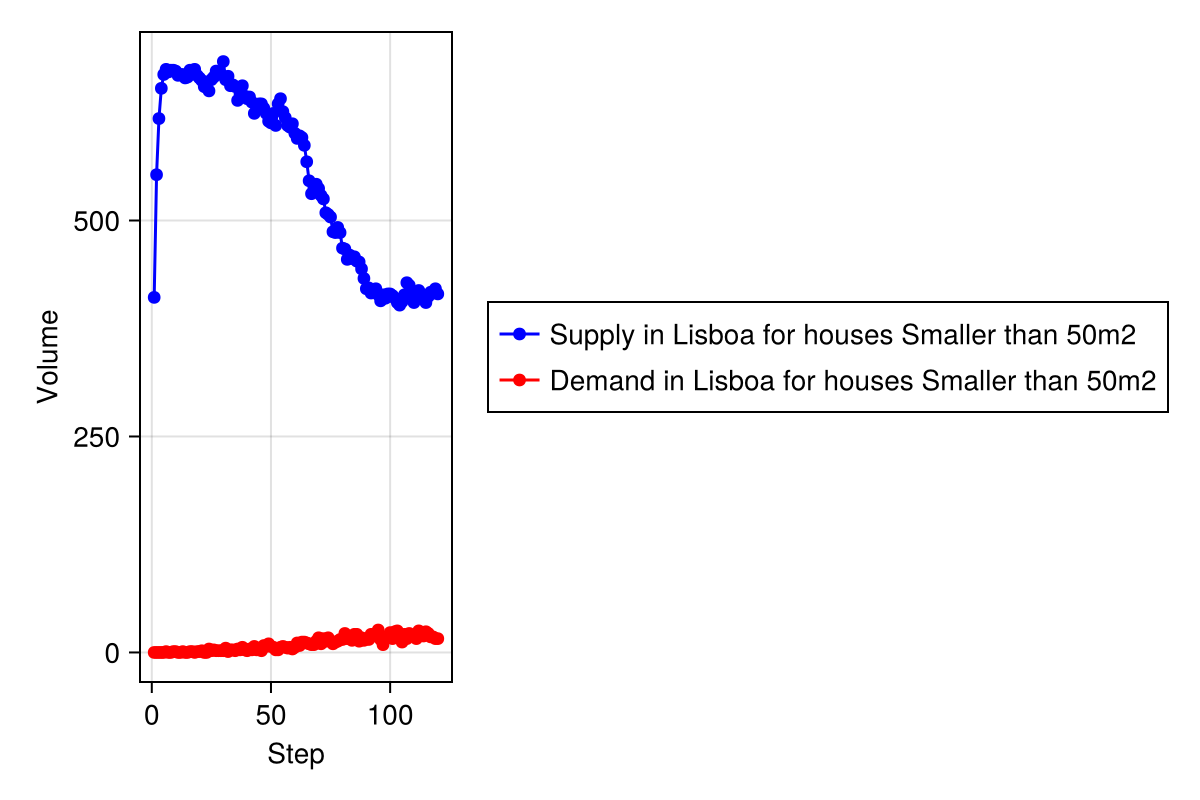 500
250
0
Volume
0 50 100
Step
Supply in Lisboa for houses Smaller than 50m2
Demand in Lisboa for houses Smaller than 50m2